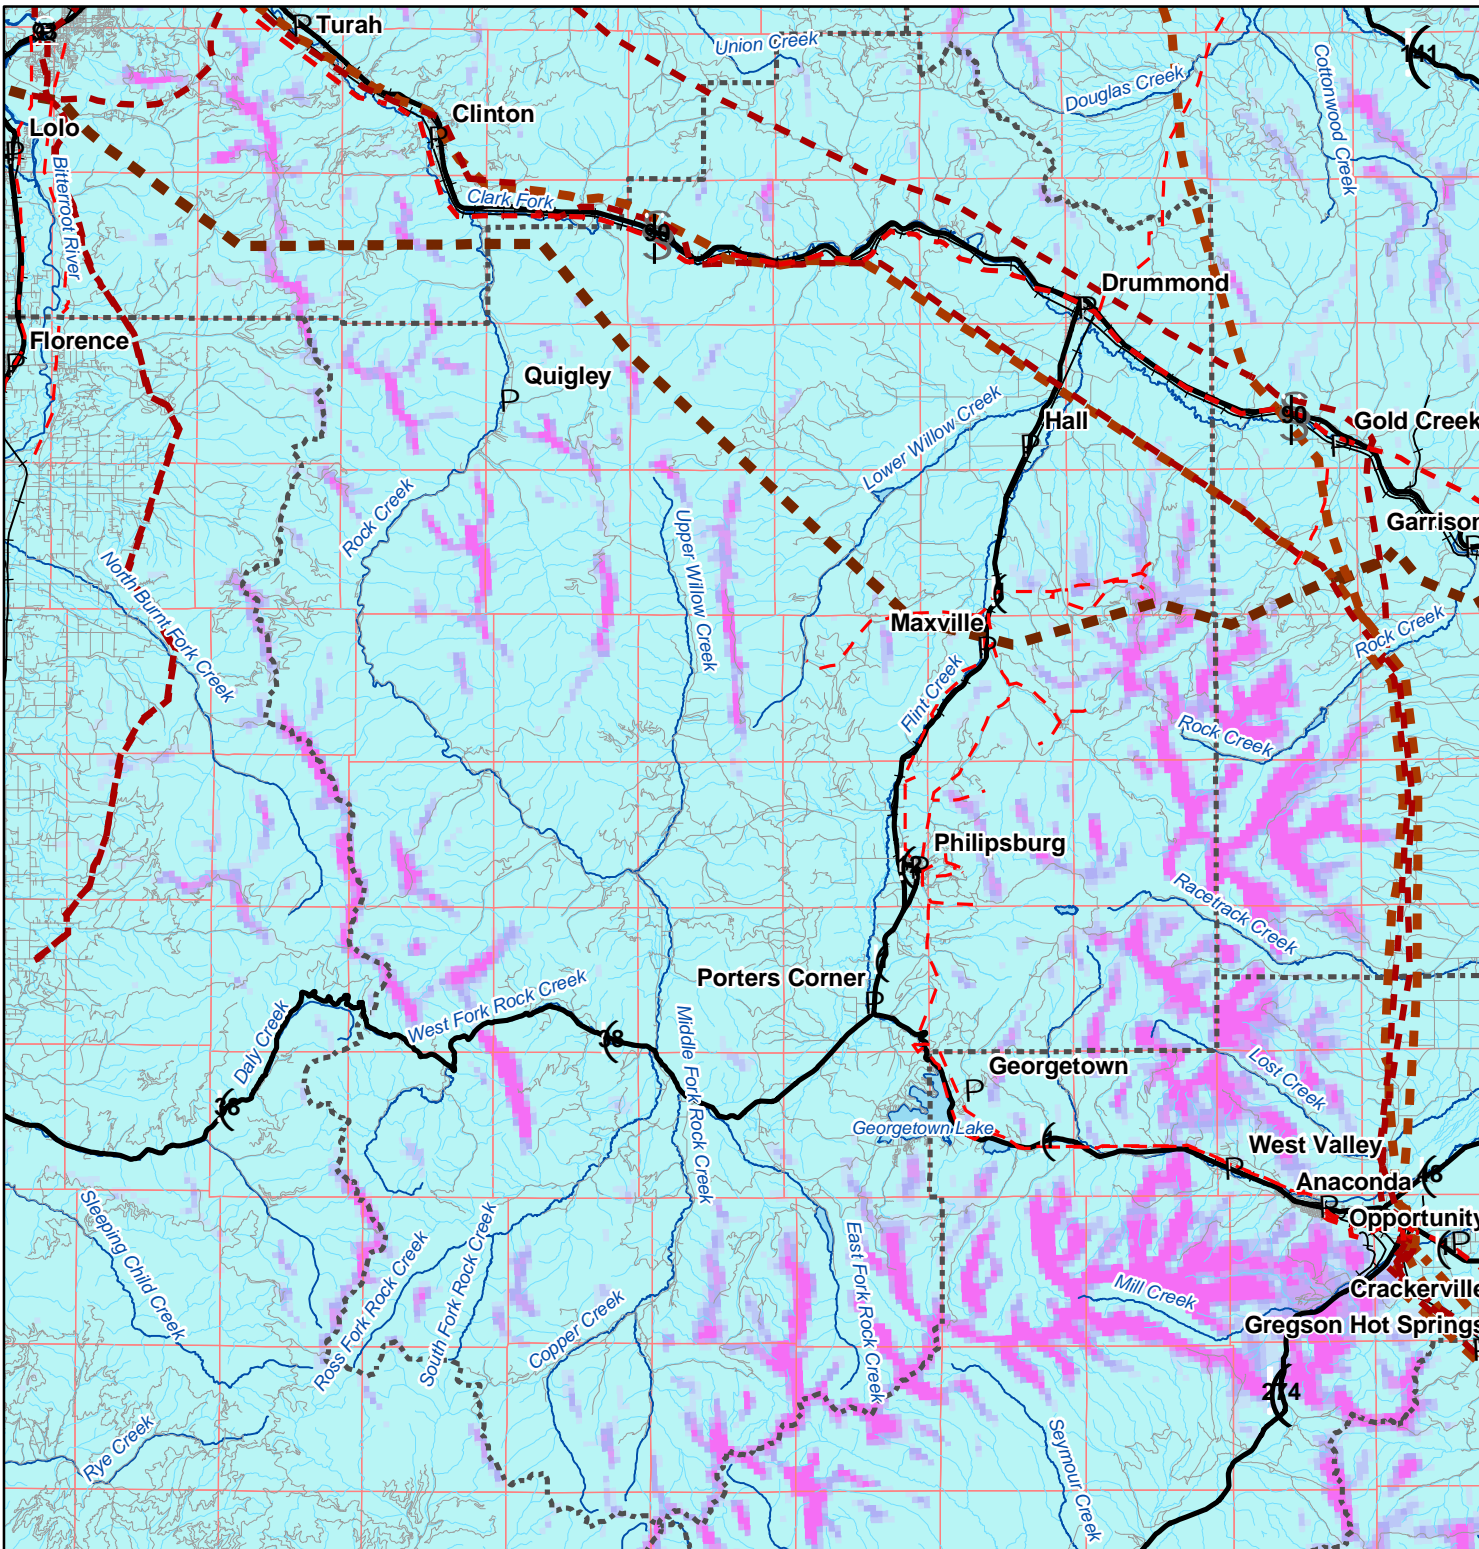 93
Turah
Union Creek
141
Cottonwood Creek
Douglas Creek
Clinton
Lolo
Bitterroot River
Clark Fork
90
Drummond
Florence
Quigley
90
Gold Creek
Hall
Lower Willow Creek
Rock Creek
Upper Willow Creek
Garrison
North Burnt Fork Creek
Maxville
Rock Creek
Flint Creek
Rock Creek
Philipsburg
Racetrack Creek
Porters Corner
West Fork Rock Creek
Daly Creek
Middle Fork Rock Creek
38
38
Georgetown
Lost Creek
Georgetown Lake
1
West Valley
48
Anaconda
Opportunity
1
Sleeping Child Creek
Ross Fork Rock Creek
South Fork Rock Creek
East Fork Rock Creek
Mill Creek
Crackerville
Gregson Hot Springs
Copper Creek
274
Rye Creek
Seymour Creek